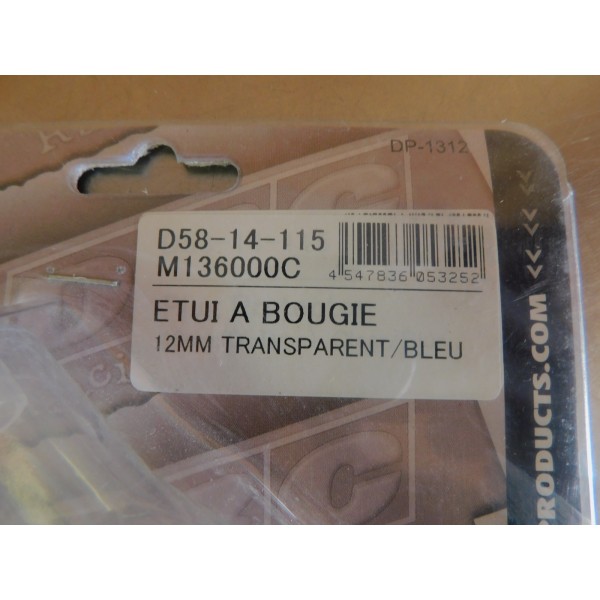 DP-1312
D58-14-115
M136000C
4 547836 053252
ETUI A BOUGIE
12MM TRANSPARENT/BLEU
PRODUCTS.COM